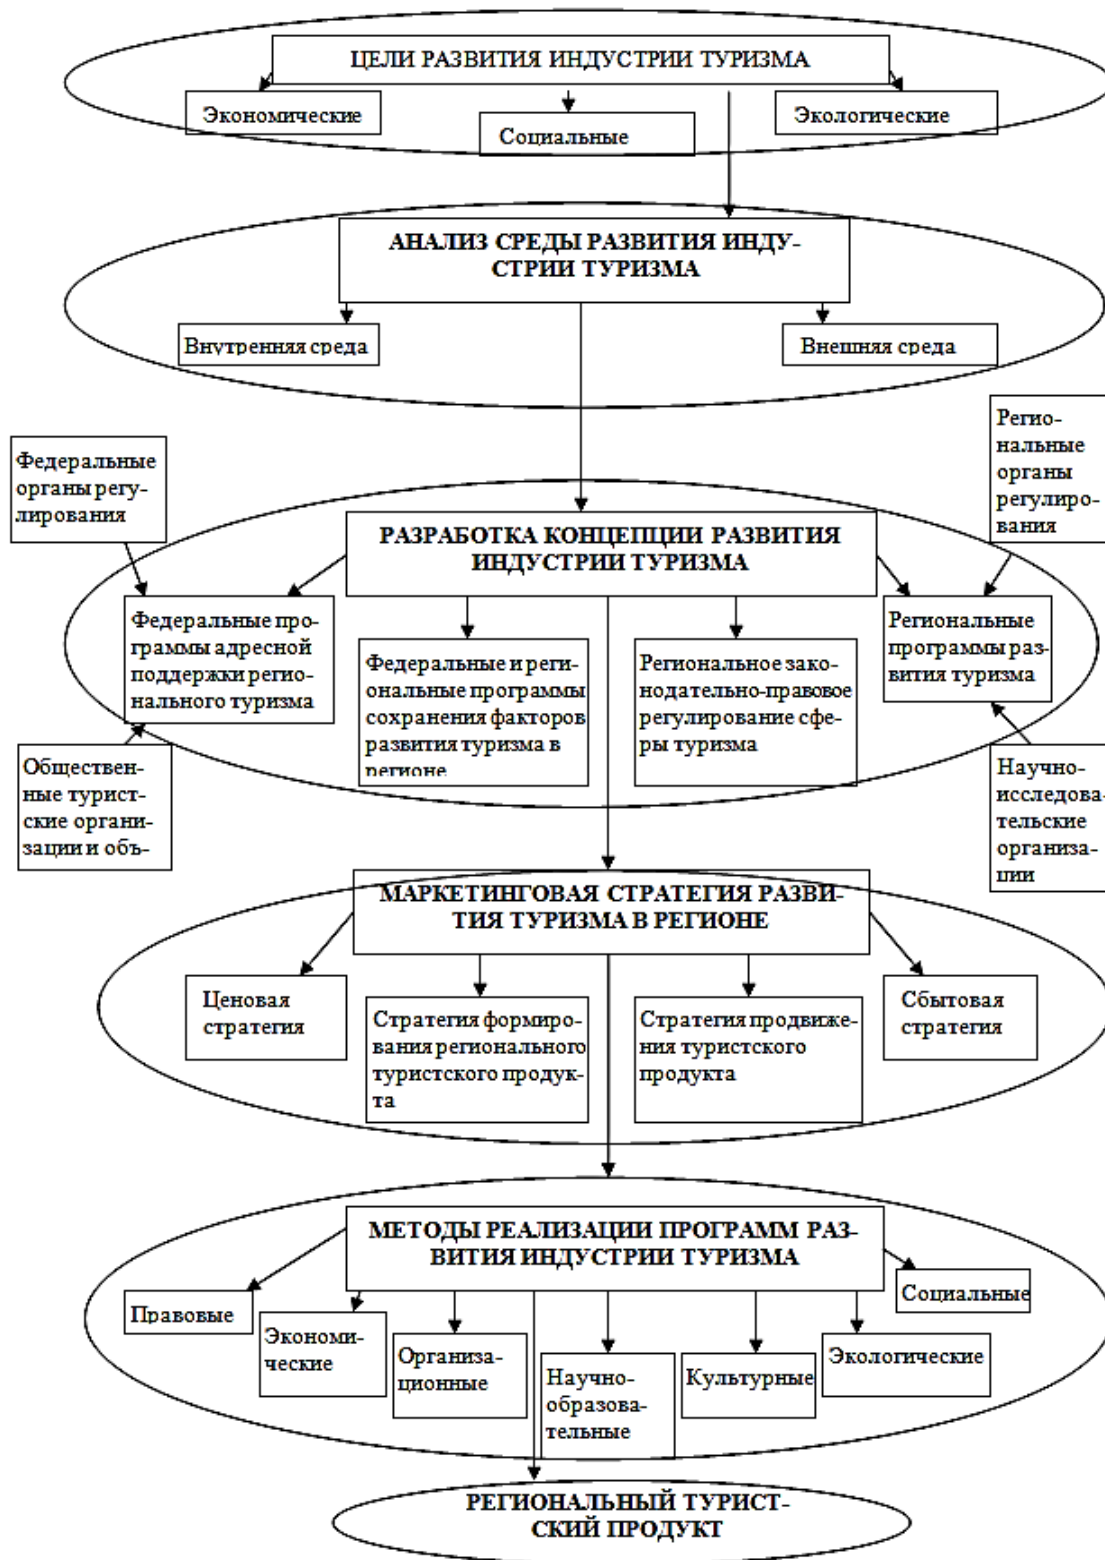 ЦЕЛИ РАЗВИТИЯ ИНДУСТРИИ ТУРИЗМА
Экономические
Социальные
Экологические
АНАЛИЗ СРЕДЫ РАЗВИТИЯ ИНДУ-
СТРИИ ТУРИЗМА
Внутренняя среда
Внешняя среда
Федеральные
органы регу-
лирования
Регио-
нальные
органы
регулиро-
вания
РАЗРАБОТКА КОНЦЕПЦИИ РАЗВИТИЯ
ИНДУСТРИИ ТУРИЗМА
Федеральные про-
граммы адресной
поддержки регио-
нального туризма
Федеральные и реги-
ональные программы
сохранения факторов
развития туризма в
регионе
Региональное зако-
нодательно-правовое
регулирование сфе-
ры туризма
Региональные
программы раз-
вития туризма
Обществен-
ные турист-
ские органи-
зации и объ-
Научно-
исследова-
тельские
организа-
ции
МАРКЕТИНГОВАЯ СТРАТЕГИЯ РАЗВИ-
ТИЯ ТУРИЗМА В РЕГИОНЕ
Ценовая
стратегия
Стратегия формиро-
вания регионального
туристского продук-
та
Стратегия продвиже-
ния туристского
продукта
Сбытовая
стратегия
МЕТОДЫ РЕАЛИЗАЦИИ ПРОГРАММ РАЗ-
ВИТИЯ ИНДУСТРИИ ТУРИЗМА
Правовые
Экономи-
ческие
Организа-
ционные
Научно-
образова-
тельные
Культурные
Экологические
Социальные
РЕГИОНАЛЬНЫЙ ТУРИСТ-
СКИЙ ПРОДУКТ